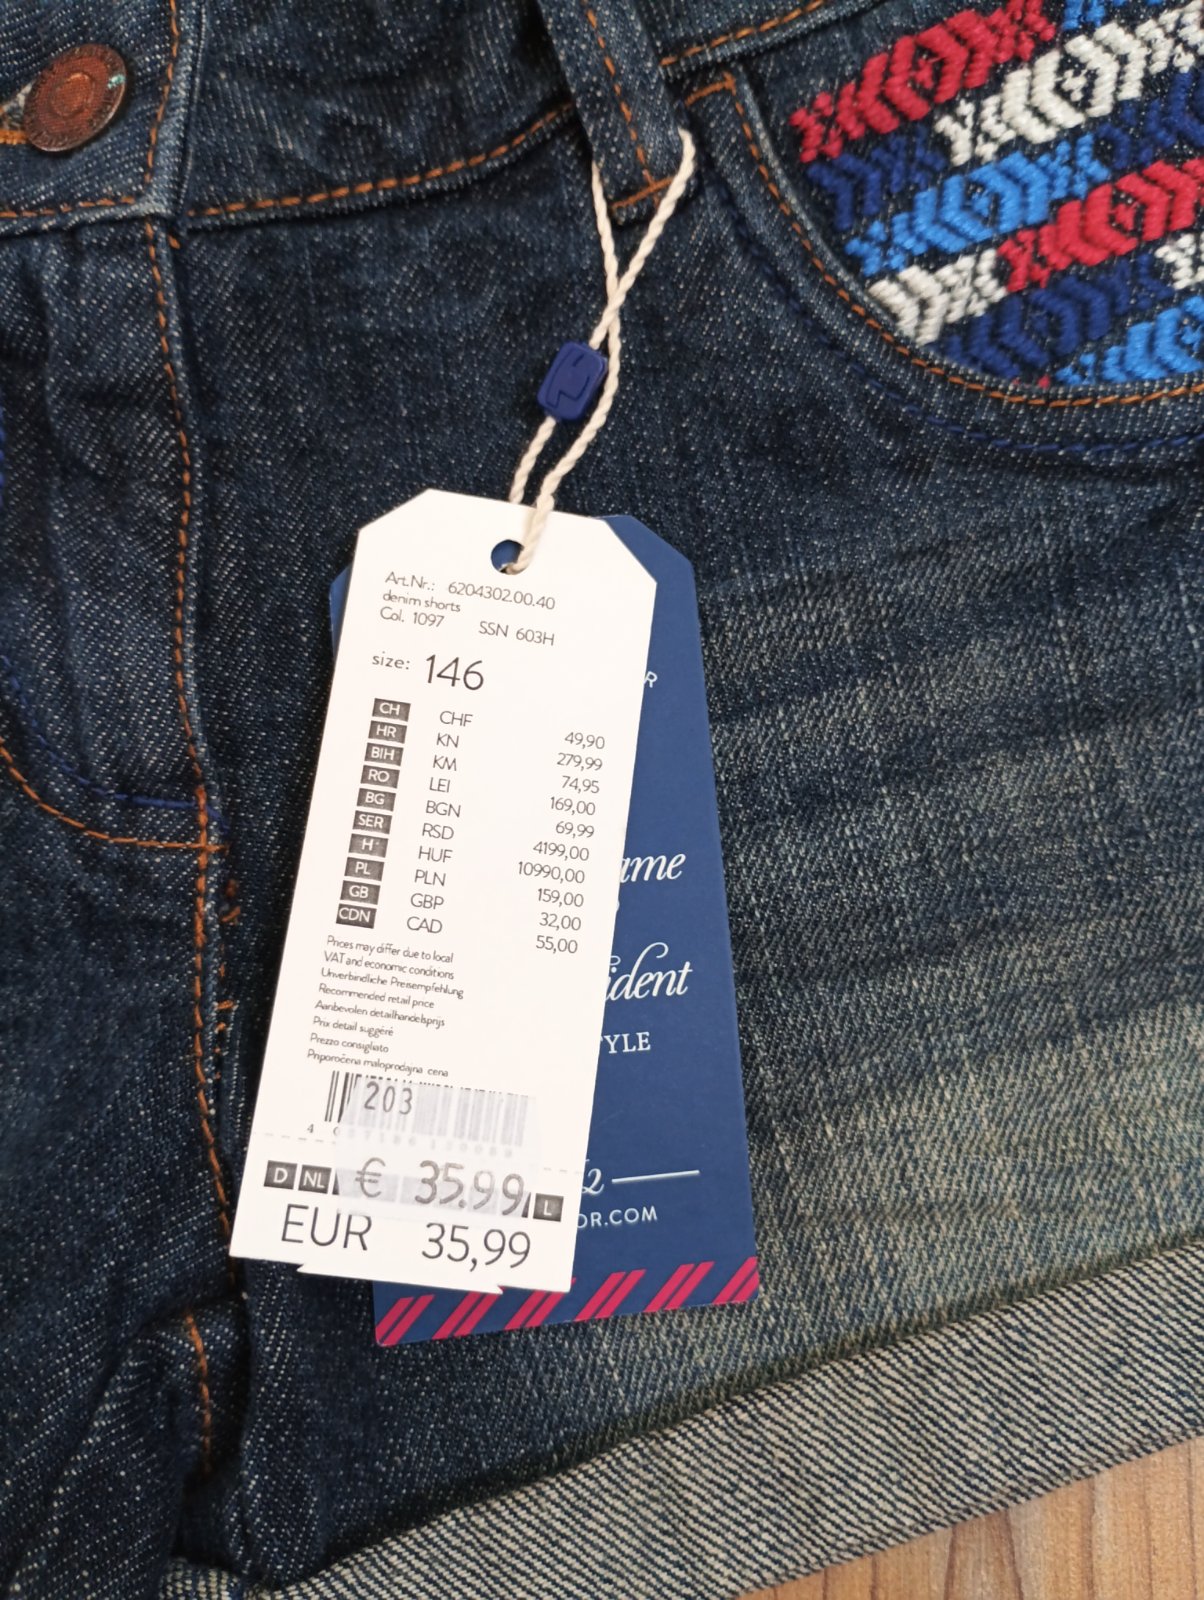 Art.Nr.: 6204302.00.40
denim shorts
Col. 1097 SSN 603H
size: 146
CH CHF 49,90
HR KN 279,99
BIH KM 74,95
RO LEI 169,00
BG BGN 69,99
SER RSD 4199,00
H HUF 10990,00
PL PLN 159,00
GB GBP 32,00
CDN CAD 55,00
Prices may differ due to local
VAT and economic conditions
Unverbindliche Preisempfehlung
Recommended retail price
Aanbevolen detailhandelsprijs
Prix detail suggéré
Prezzo consigliato
Priporočena maloprodajna cena
203
D NL € 35.99 L
EUR 35,99
R
ame
ident
YLE
2
OR.COM